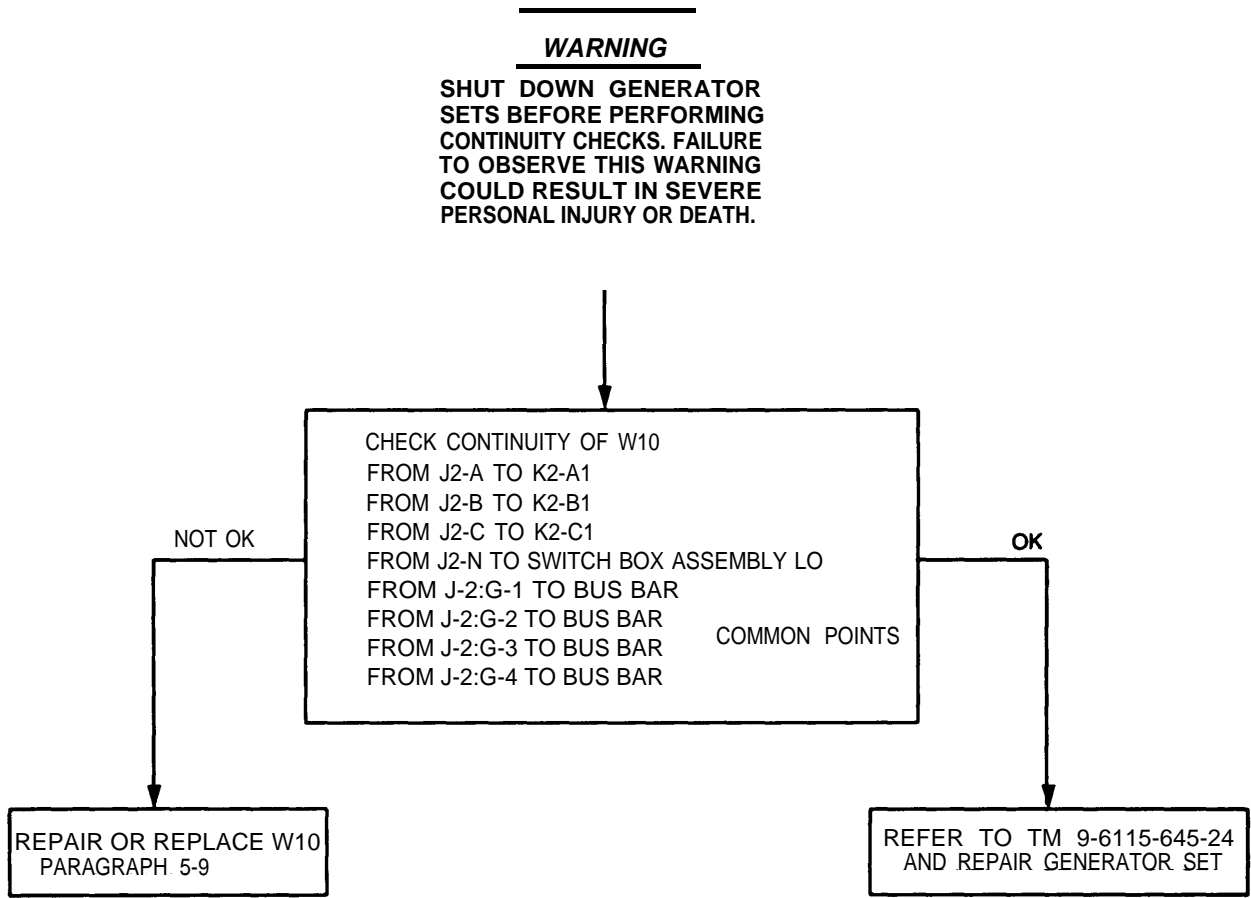 WARNING
SHUT DOWN GENERATOR
SETS BEFORE PERFORMING
CONTINUITY CHECKS. FAILURE
TO OBSERVE THIS WARNING
COULD RESULT IN SEVERE
PERSONAL INJURY OR DEATH.
CHECK CONTINUITY OF W10
FROM J2-A TO K2-A1
FROM J2-B TO K2-B1
FROM J2-C TO K2-C1
FROM J2-N TO SWITCH BOX ASSEMBLY LO
FROM J-2:G-1 TO BUS BAR
FROM J-2:G-2 TO BUS BAR
FROM J-2:G-3 TO BUS BAR
FROM J-2:G-4 TO BUS BAR
COMMON POINTS
NOT OK
OK
REPAIR OR REPLACE W10
PARAGRAPH 5-9
REFER TO TM 9-6115-645-24
AND REPAIR GENERATOR SET